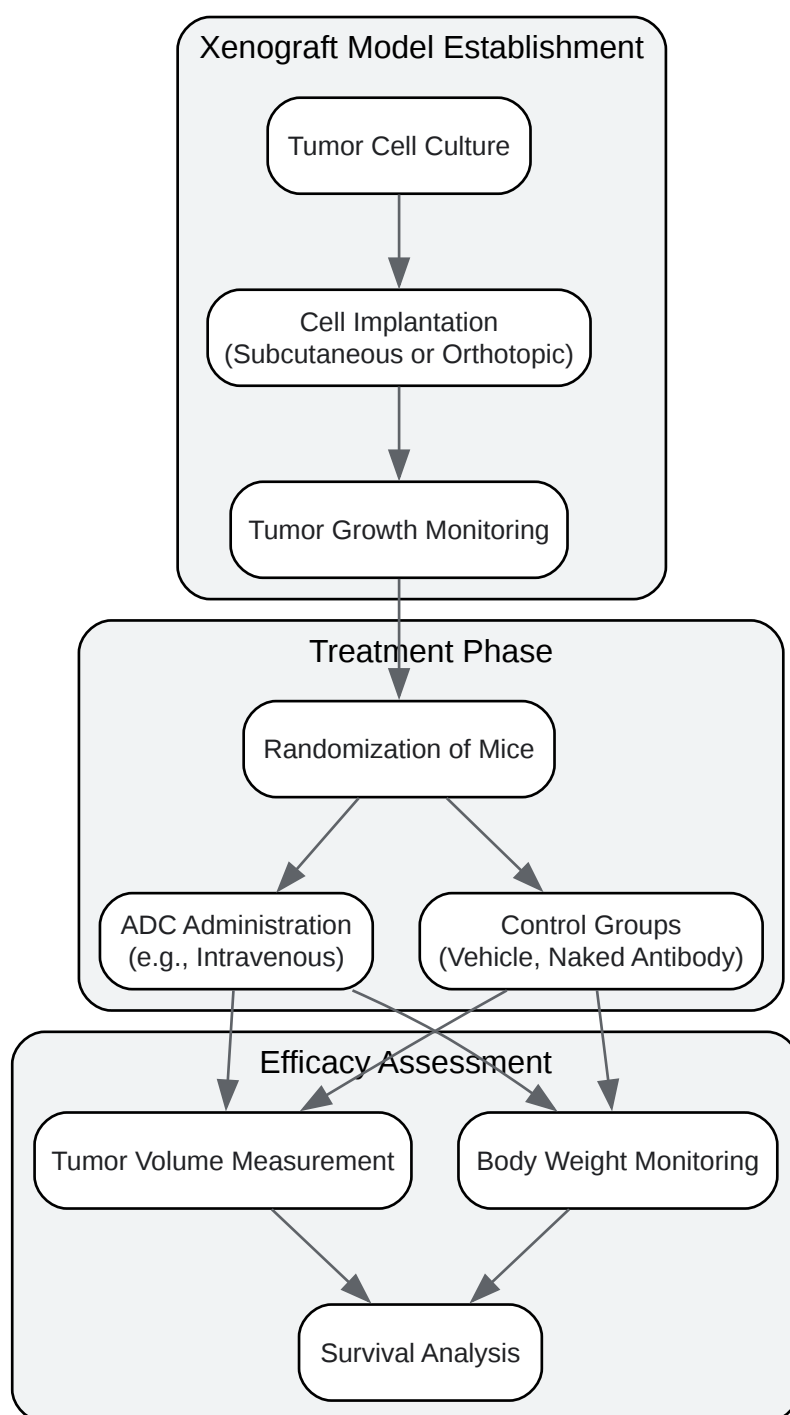 Xenograft Model Establishment
Tumor Cell Culture
Cell Implantation
(Subcutaneous or Orthotopic)
Tumor Growth Monitoring
Treatment Phase
Randomization of Mice
ADC Administration
(e.g., Intravenous)
Control Groups
(Vehicle, Naked Antibody)
Efficacy Assessment
Tumor Volume Measurement
Body Weight Monitoring
Survival Analysis